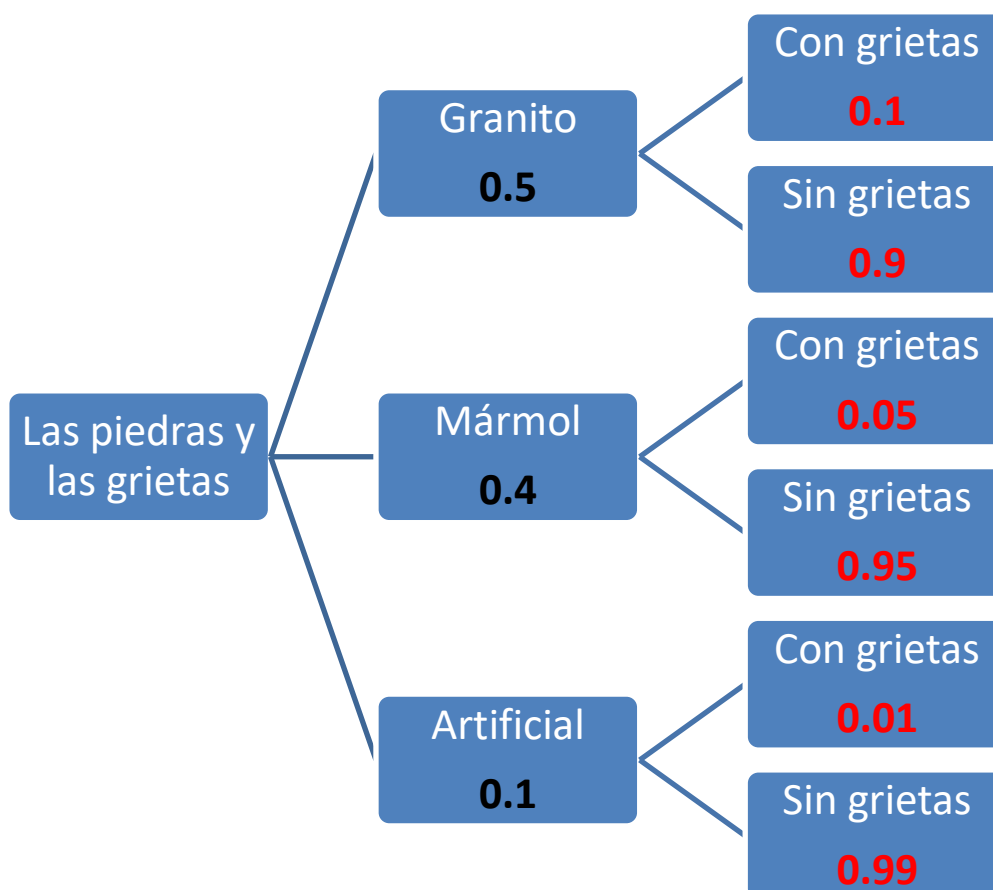 Las piedras y
las grietas
Granito
0.5
Con grietas
0.1
Sin grietas
0.9
Mármol
0.4
Con grietas
0.05
Sin grietas
0.95
Artificial
0.1
Con grietas
0.01
Sin grietas
0.99